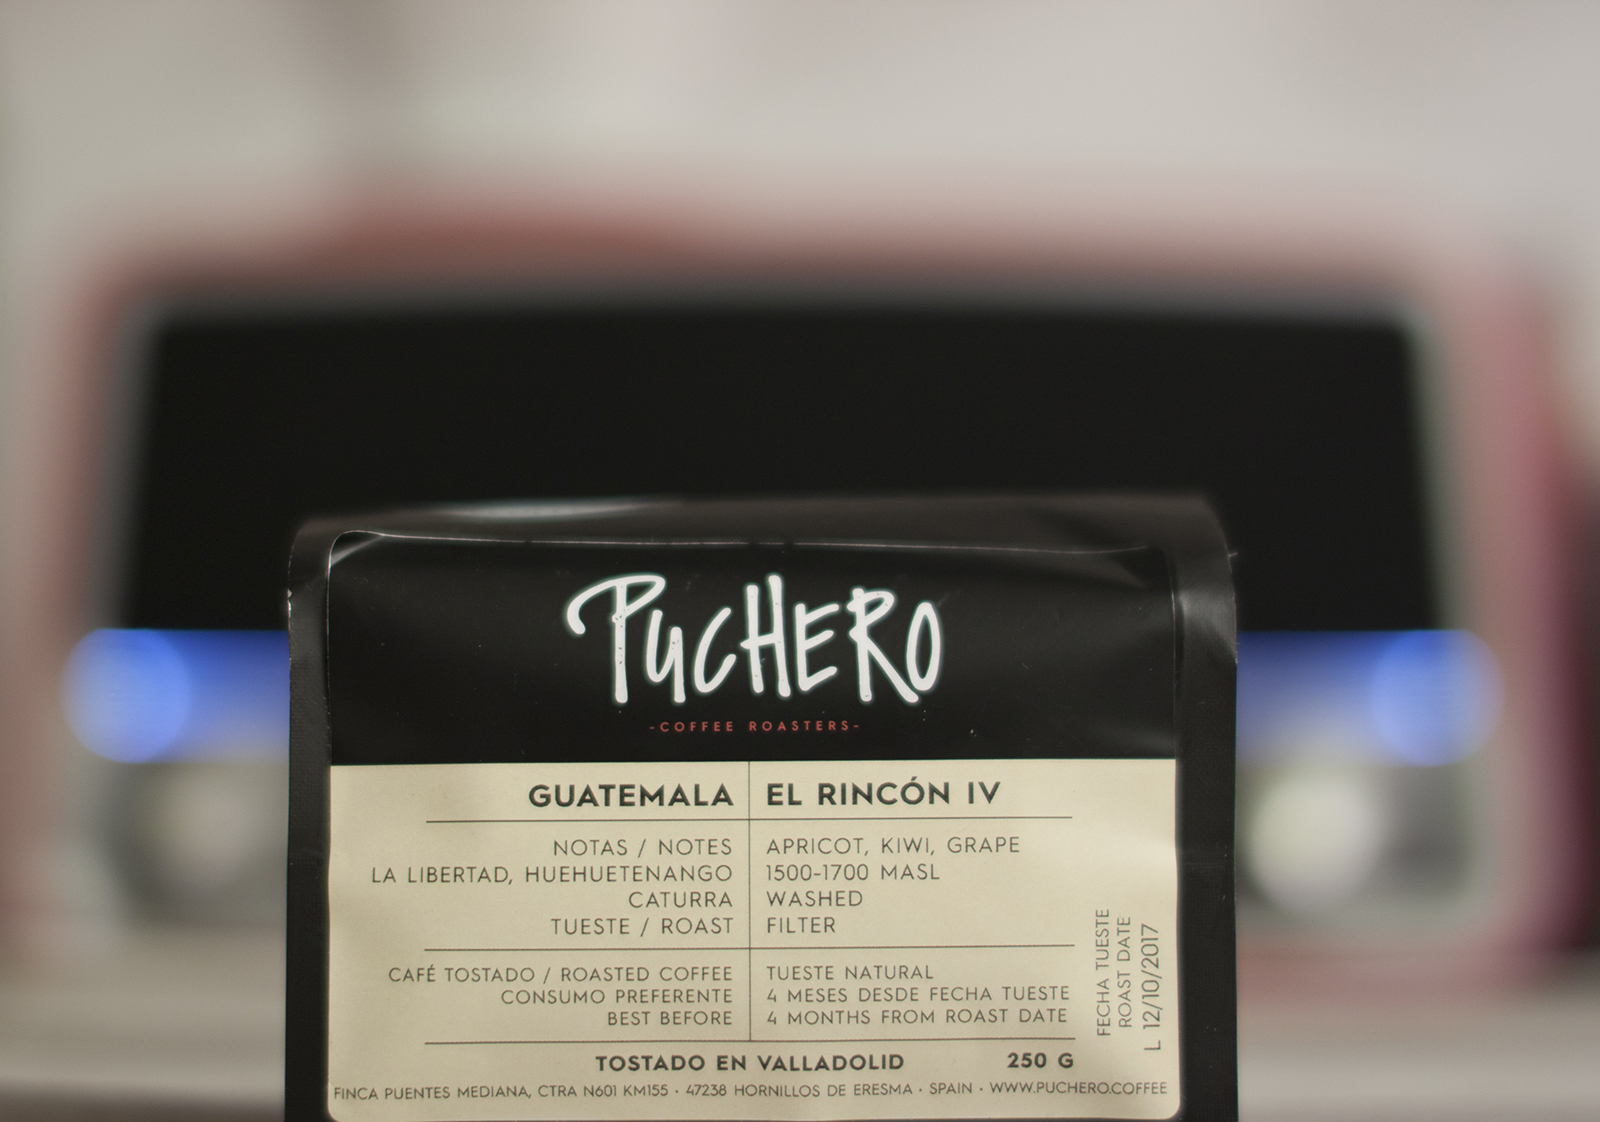 PUCHERO
-COFFEE ROASTERS-
GUATEMALA EL RINCÓN IV
NOTAS / NOTES APRICOT, KIWI, GRAPE
LA LIBERTAD, HUEHUETENANGO 1500-1700 MASL
CATURRA WASHED
TUESTE / ROAST FILTER
CAFÉ TOSTADO / ROASTED COFFEE TUESTE NATURAL
CONSUMO PREFERENTE 4 MESES DESDE FECHA TUESTE
BEST BEFORE 4 MONTHS FROM ROAST DATE
FECHA TUESTE
ROAST DATE
L 12/10/2017
TOSTADO EN VALLADOLID 250 G
FINCA PUENTES MEDIANA, CTRA N601 KM155 · 47238 HORNILLOS DE ERESMA · SPAIN · WWW.PUCHERO.COFFEE